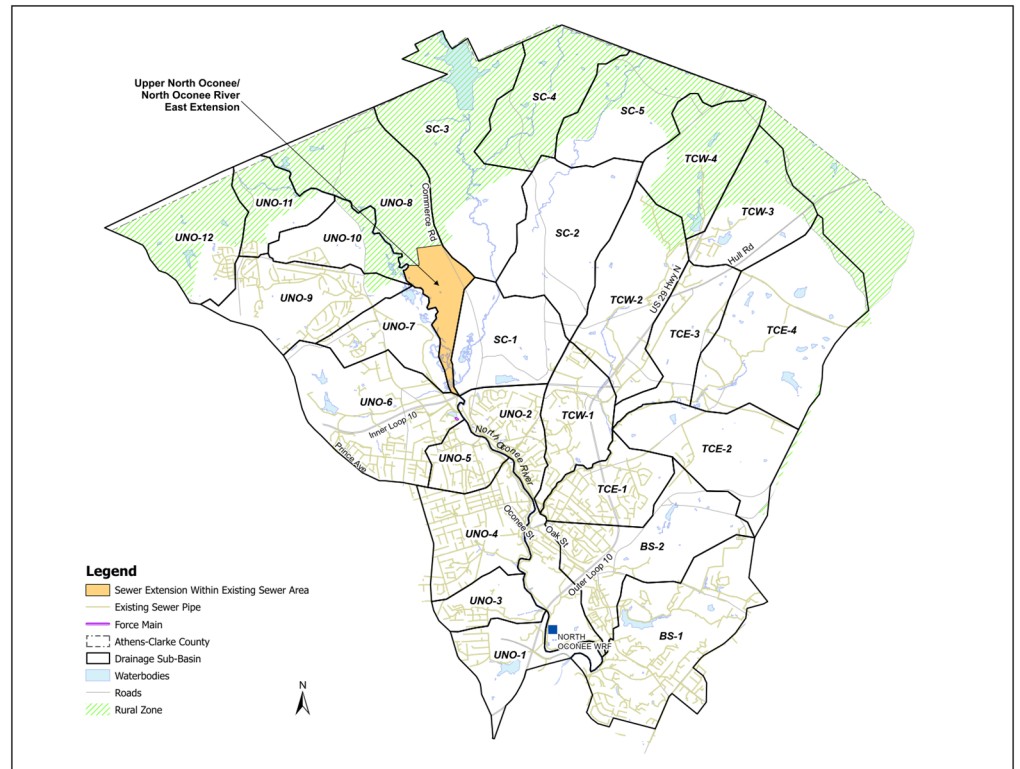 Upper North Oconee/
North Oconee River
East Extension
SC-4
SC-3
SC-5
TCW-4
UNO-8
UNO-11
TCW-3
Commerce Rd
UNO-12
UNO-10
SC-2
Hull Rd
UNO-9
TCW-2
US 29 Hwy N
UNO-7
TCE-3
TCE-4
SC-1
UNO-6
UNO-2
TCW-1
Inner Loop 10
North Oconee River
TCE-2
Prince Ave
UNO-5
TCE-1
Oconee St
UNO-4
Oak St
BS-2
Outer Loop 10
UNO-3
NORTH
OCONEE WRF
BS-1
UNO-1
Legend
Sewer Extension Within Existing Sewer Area
Existing Sewer Pipe
Force Main
Athens-Clarke County
Drainage Sub-Basin
Waterbodies
Roads
Rural Zone
N